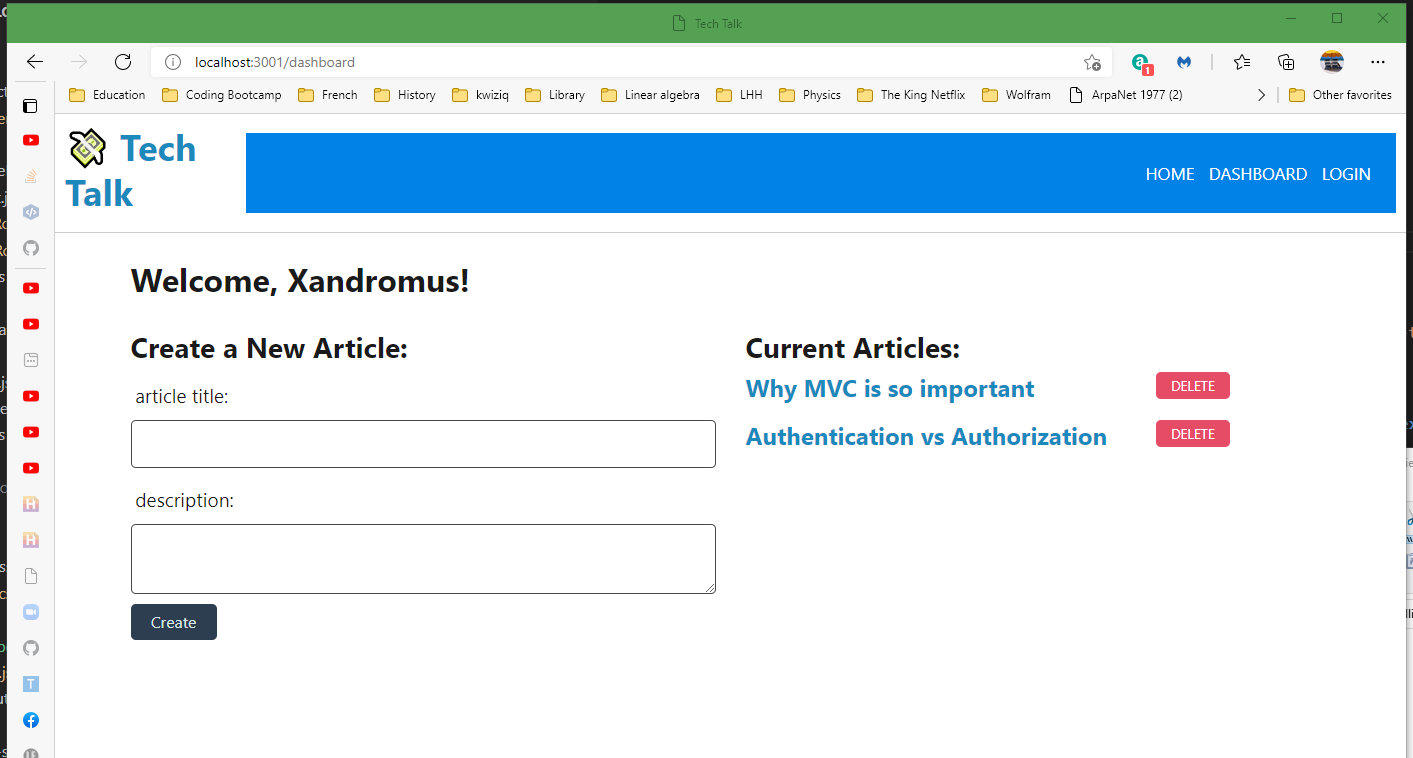 Tech Talk
localhost:3001/dashboard
1
Education Coding Bootcamp French History kwiziq Library Linear algebra LHH Physics The King Netflix Wolfram ArpaNet 1977 (2) Other favorites
Tech
Talk
HOME DASHBOARD LOGIN
Welcome, Xandromus!
Create a New Article:
article title:
description:
Create
Current Articles:
Why MVC is so important DELETE
Authentication vs Authorization DELETE